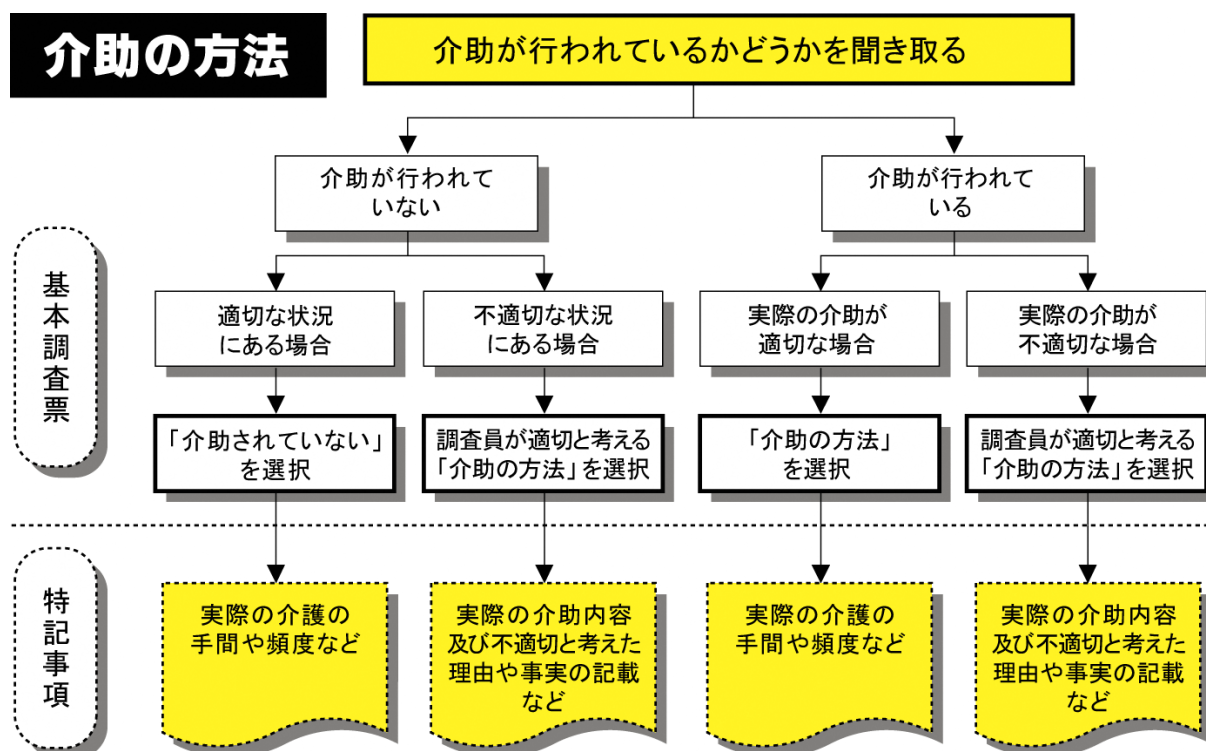 介助の方法
介助が行われているかどうかを聞き取る
介助が行われて
いない
介助が行われて
いる
基本調査票
適切な状況
にある場合
不適切な状況
にある場合
実際の介助が
適切な場合
実際の介助が
不適切な場合
「介助されていない」
を選択
調査員が適切と考える
「介助の方法」を選択
「介助の方法」
を選択
調査員が適切と考える
「介助の方法」を選択
特記事項
実際の介護の
手間や頻度など
実際の介助内容
及び不適切と考えた
理由や事実の記載
など
実際の介護の
手間や頻度など
実際の介助内容
及び不適切と考えた
理由や事実の記載
など